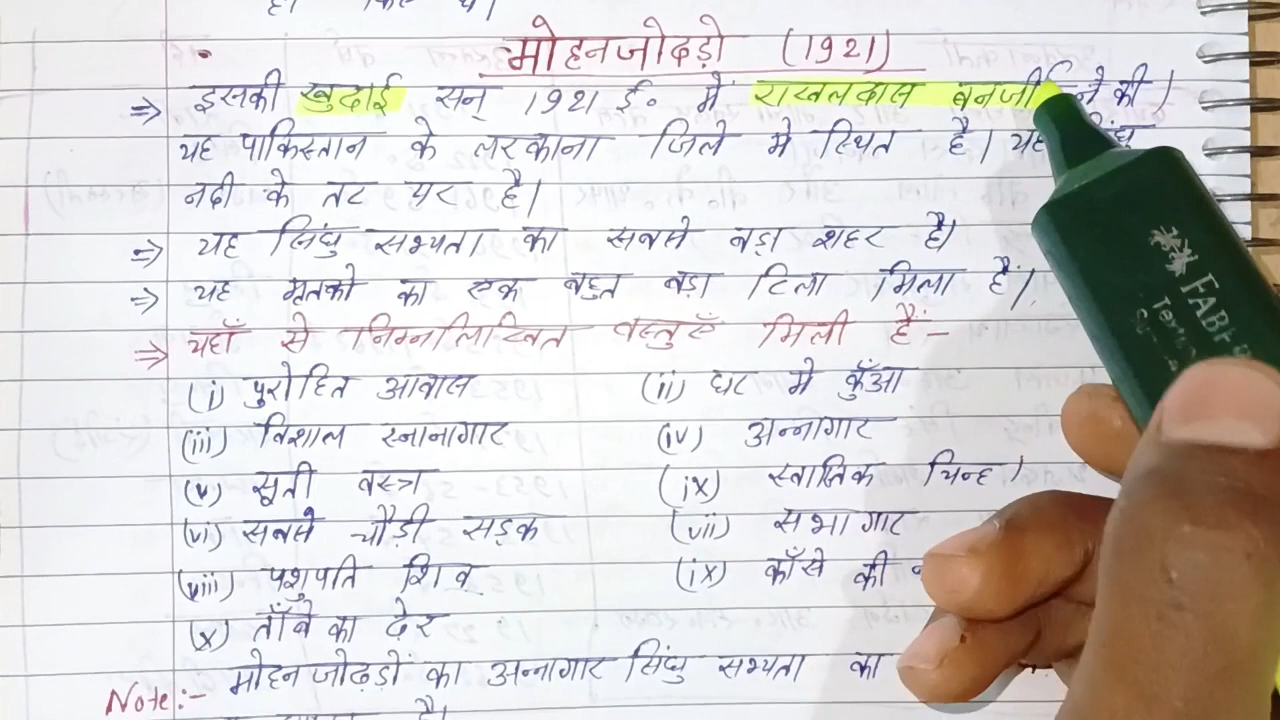 मोहनजोदड़ो (1921)
⇒ इसकी खुदाई सन् 1921 ई० में राखलदास बनर्जी ने की।
यह पाकिस्तान के लरकाना जिले मे स्थित है। यह
नदी के तट पर है।
⇒ यह सिंधु सभ्यता का सबसे बड़ा शहर है।
⇒ यह मृतको का एक बहुत बड़ा टिला मिला है।
⇒ यहाँ से निम्नलिखित वस्तुएँ मिली हैं:-
(i) पुरोहित आवास (ii) घर मे कुँआ
(iii) विशाल स्नानागार (iv) अन्नागार
(v) सूती वस्त्र (ix) स्वास्तिक चिन्ह।
(vi) सबसे चौड़ी सड़क (vii) सभागार
(viii) पशुपति शिव (ix) काँसे की
(x) ताँबे का ढेर
Note:- मोहनजोदड़ों का अन्नागार सिंधु सभ्यता का
है।
FAB
Text